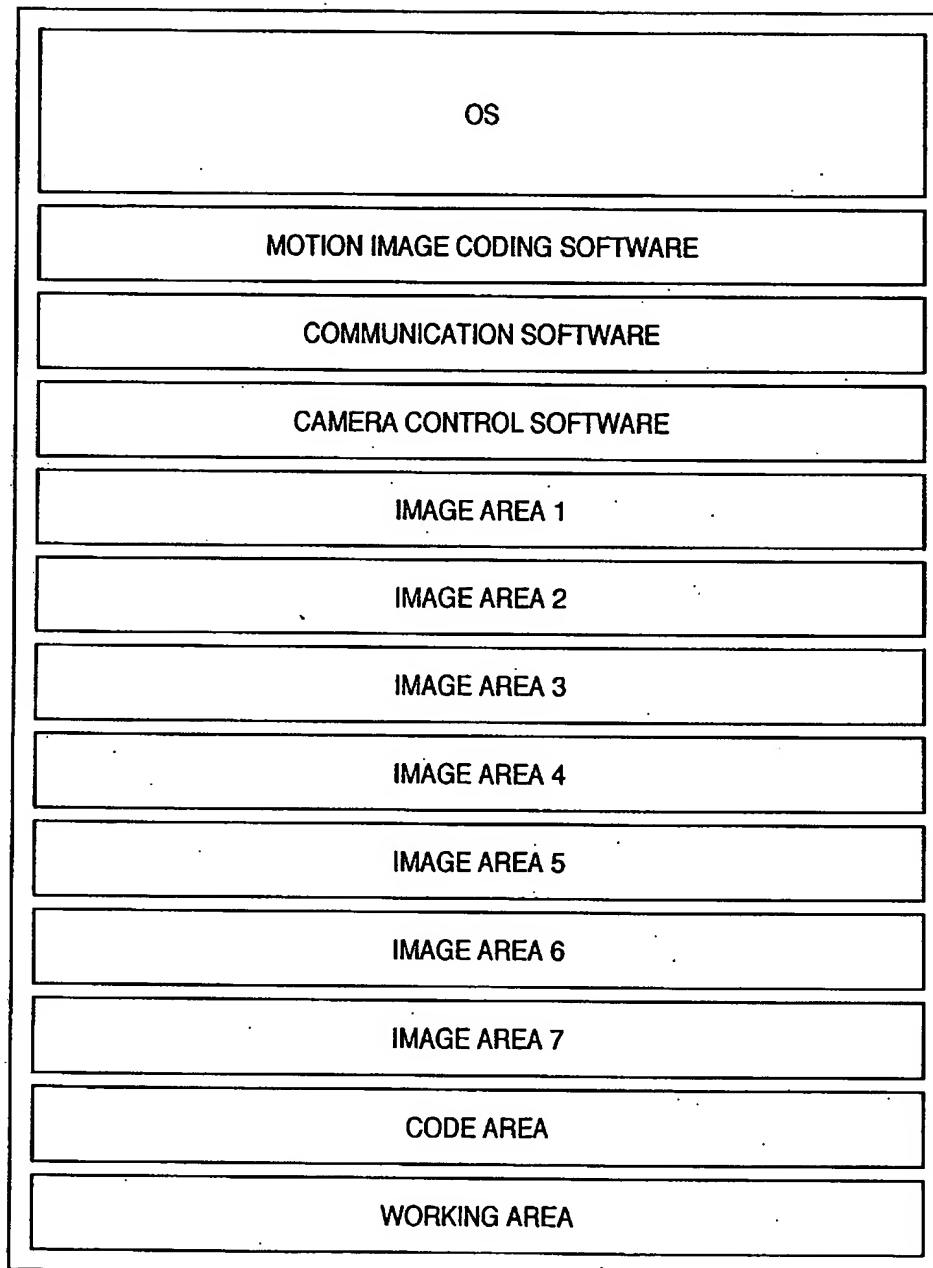 OS
MOTION IMAGE CODING SOFTWARE
COMMUNICATION SOFTWARE
CAMERA CONTROL SOFTWARE
IMAGE AREA 1
IMAGE AREA 2
IMAGE AREA 3
IMAGE AREA 4
IMAGE AREA 5
IMAGE AREA 6
IMAGE AREA 7
CODE AREA
WORKING AREA